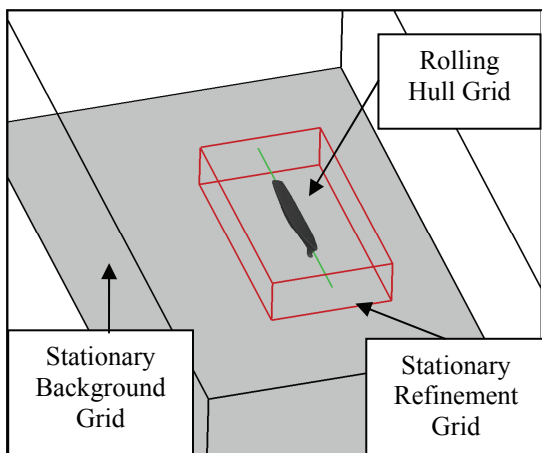 Rolling
Hull Grid
Stationary
Background
Grid
Stationary
Refinement
Grid